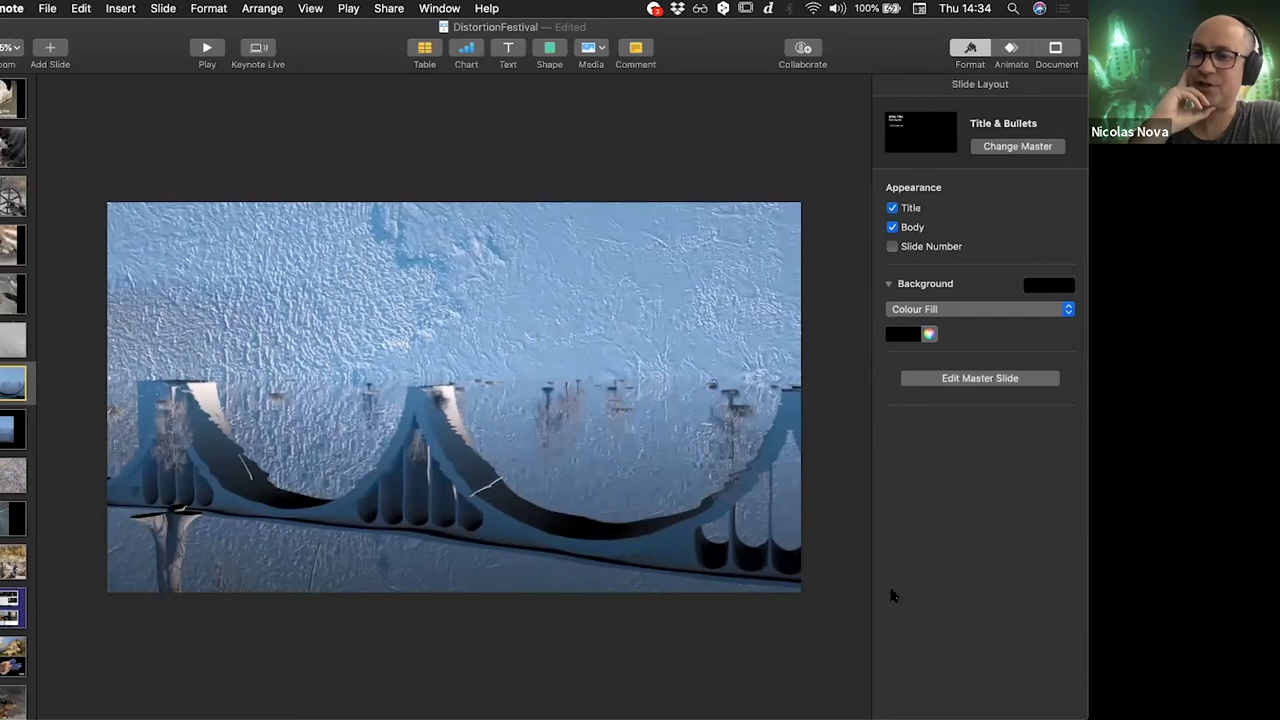 note File Edit Insert Slide Format Arrange View Play Share Window Help 100% Thu 14:34
DistortionFestival — Edited
5%
oom Add Slide Play Keynote Live Table Chart Text Shape Media Comment Collaborate Format Animate Document
Slide Layout
Title & Bullets
Change Master
Appearance
Title
Body
Slide Number
Background
Colour Fill
Edit Master Slide
Nicolas Nova